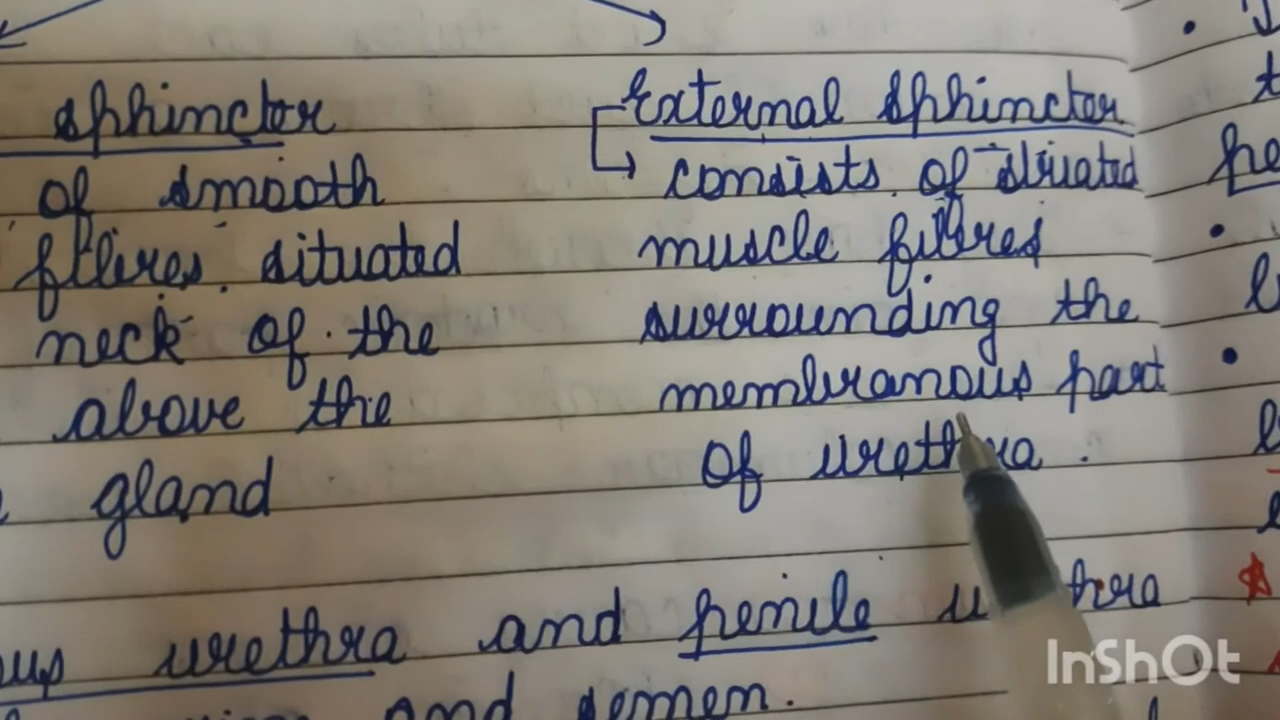 sphincter
of smooth
fibres situated
neck of the
above the
gland
External Sphincter
consists of striated
muscle fibres
surrounding the
membranous part
of urethra.
urethra and penile
and semen.
InShOt